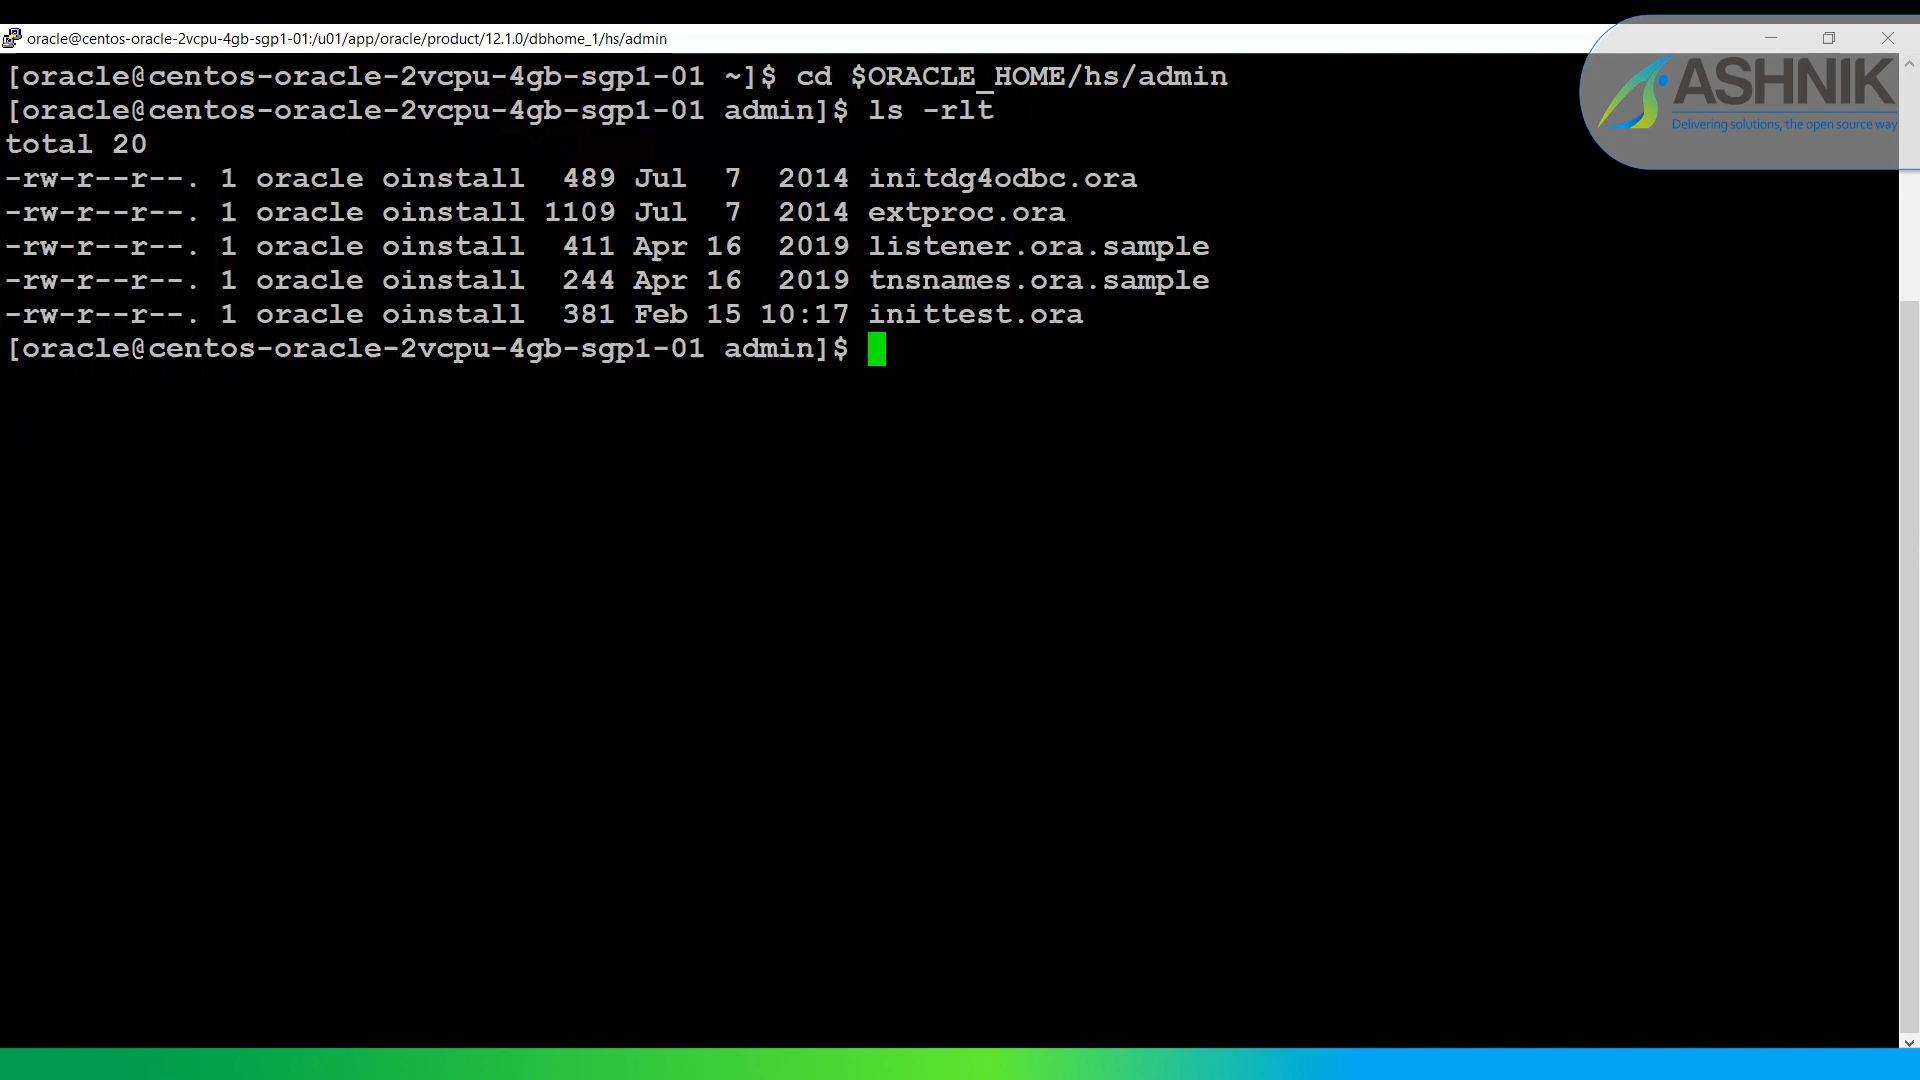 oracle@centos-oracle-2vcpu-4gb-sgp1-01:/u01/app/oracle/product/12.1.0/dbhome_1/hs/admin
ASHNIK
Delivering solutions, the open source way
[oracle@centos-oracle-2vcpu-4gb-sgp1-01 ~]$ cd $ORACLE_HOME/hs/admin
[oracle@centos-oracle-2vcpu-4gb-sgp1-01 admin]$ ls -rlt
total 20
-rw-r--r--. 1 oracle oinstall  489 Jul  7  2014 initdg4odbc.ora
-rw-r--r--. 1 oracle oinstall 1109 Jul  7  2014 extproc.ora
-rw-r--r--. 1 oracle oinstall  411 Apr 16  2019 listener.ora.sample
-rw-r--r--. 1 oracle oinstall  244 Apr 16  2019 tnsnames.ora.sample
-rw-r--r--. 1 oracle oinstall  381 Feb 15 10:17 inittest.ora
[oracle@centos-oracle-2vcpu-4gb-sgp1-01 admin]$